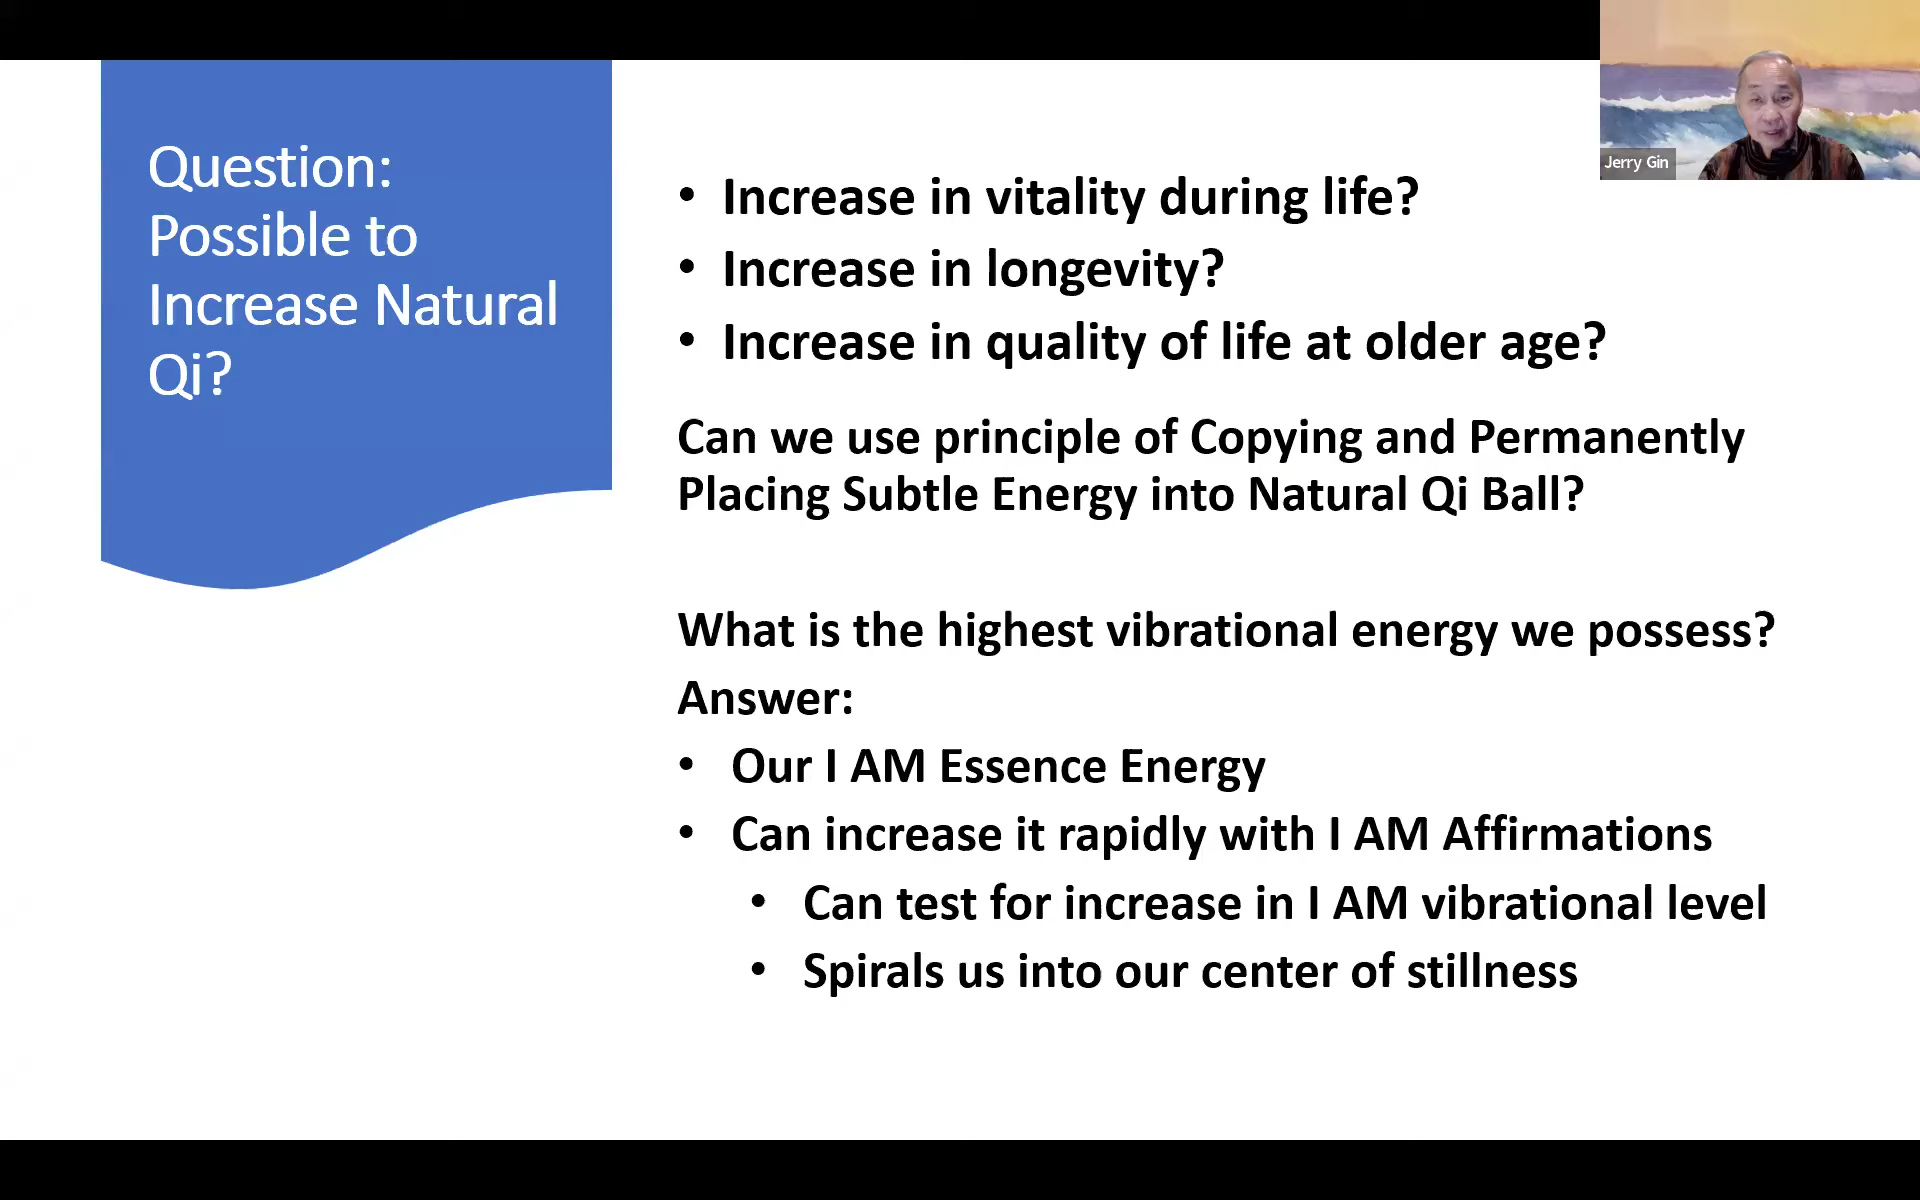 Question:
Possible to
Increase Natural
Qi?
Jerry Gin
• Increase in vitality during life?
• Increase in longevity?
• Increase in quality of life at older age?
Can we use principle of Copying and Permanently
Placing Subtle Energy into Natural Qi Ball?
What is the highest vibrational energy we possess?
Answer:
• Our I AM Essence Energy
• Can increase it rapidly with I AM Affirmations
• Can test for increase in I AM vibrational level
• Spirals us into our center of stillness